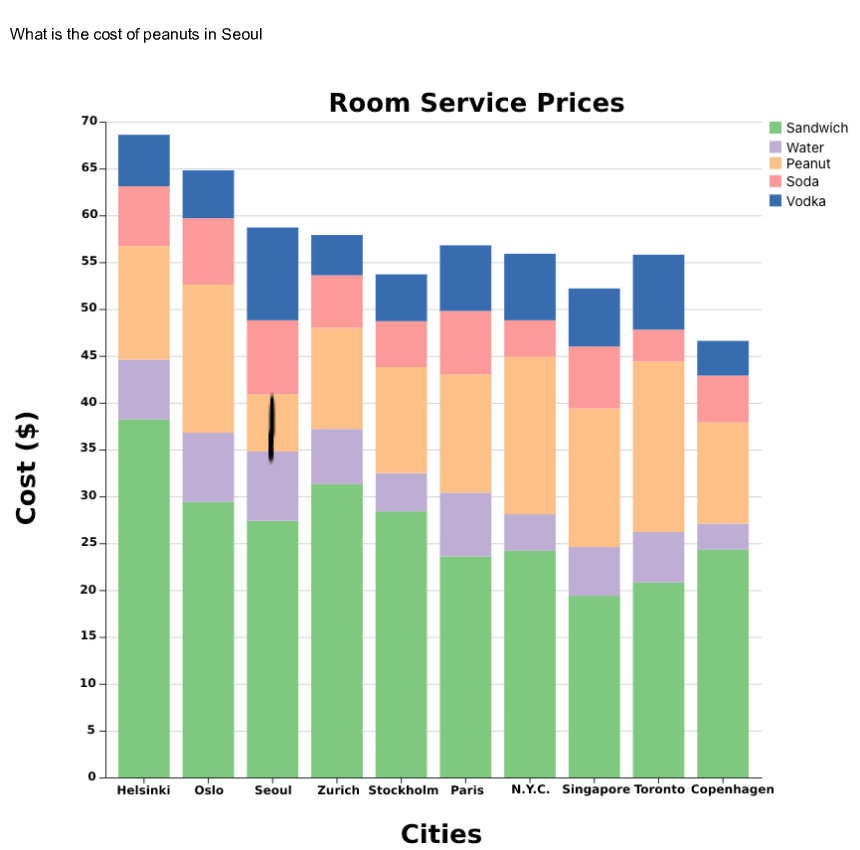 What is the cost of peanuts in Seoul
Room Service Prices
70
65
60
55
50
45
40
35
30
25
20
15
10
5
0
Cost ($)
Sandwich
Water
Peanut
Soda
Vodka
Helsinki Oslo Seoul Zurich Stockholm Paris N.Y.C. Singapore Toronto Copenhagen
Cities